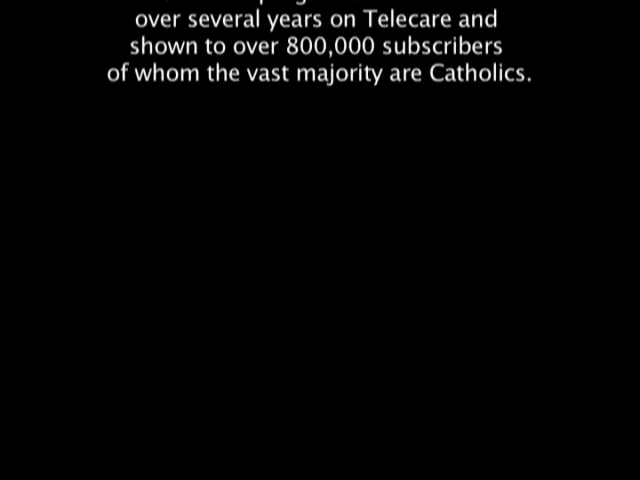 over several years on Telecare and
shown to over 800,000 subscribers
of whom the vast majority are Catholics.